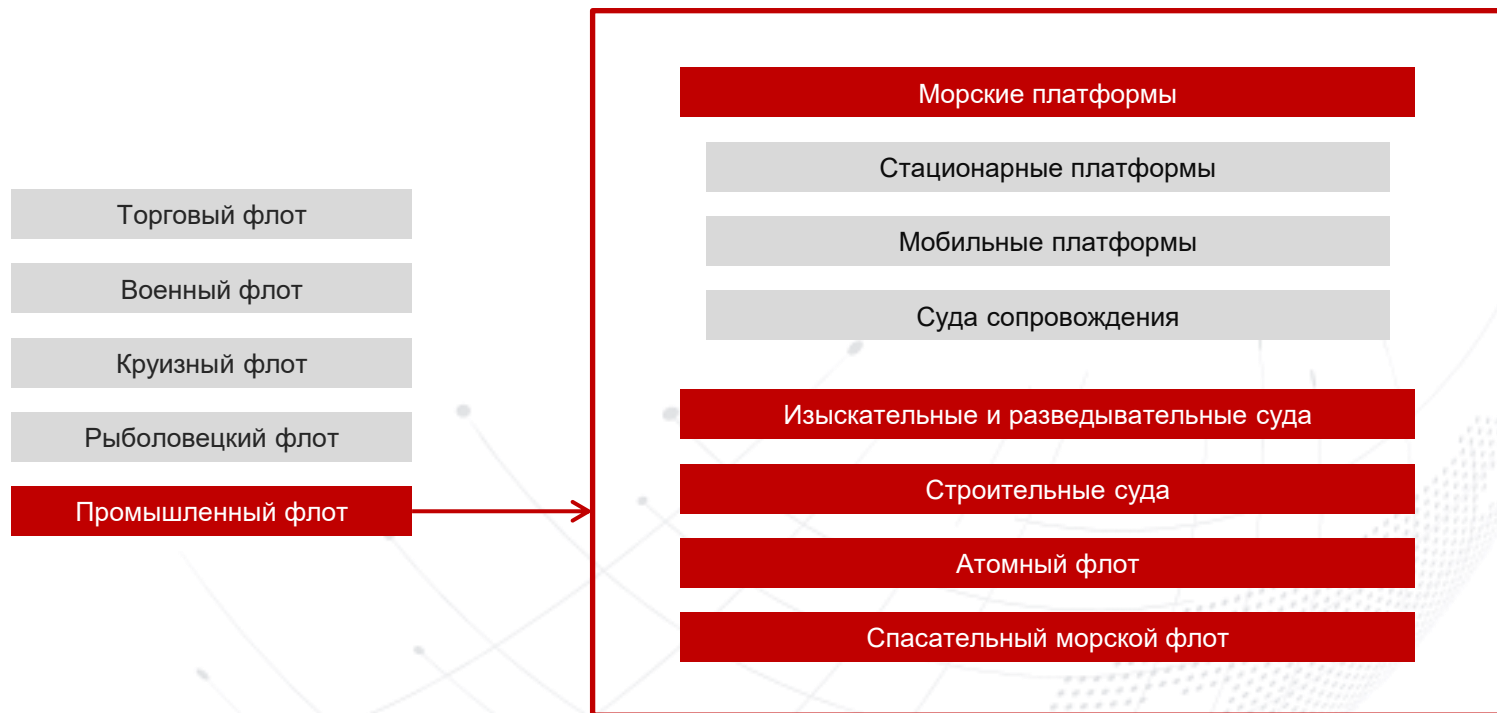 Торговый флот
Военный флот
Круизный флот
Рыболовецкий флот
Промышленный флот
Морские платформы
Стационарные платформы
Мобильные платформы
Суда сопровождения
Изыскательные и разведывательные суда
Строительные суда
Атомный флот
Спасательный морской флот